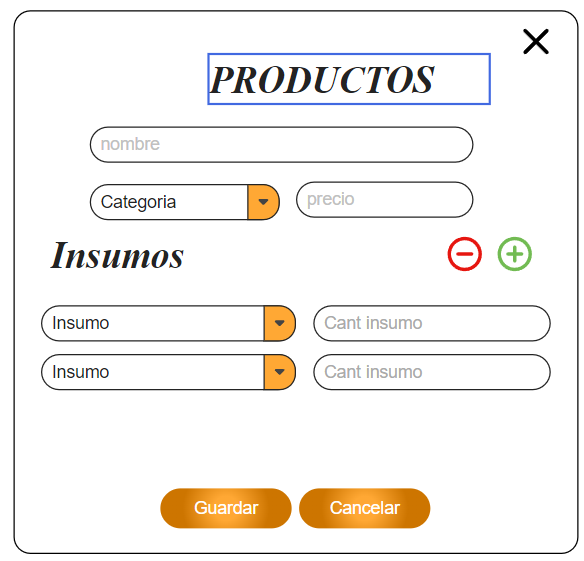 PRODUCTOS
nombre
Categoria precio
Insumos
Insumo Cant insumo
Insumo Cant insumo
Guardar Cancelar